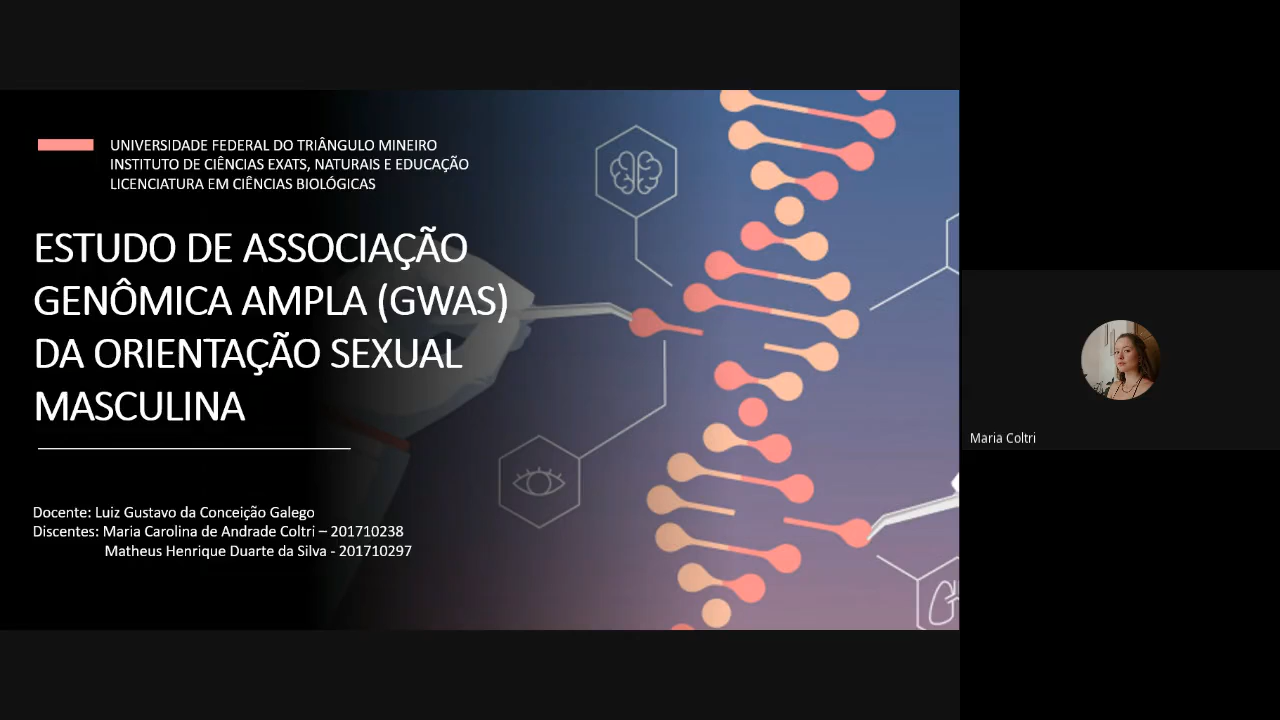 UNIVERSIDADE FEDERAL DO TRIÂNGULO MINEIRO
INSTITUTO DE CIÊNCIAS EXATS, NATURAIS E EDUCAÇÃO
LICENCIATURA EM CIÊNCIAS BIOLÓGICAS
ESTUDO DE ASSOCIAÇÃO
GENÔMICA AMPLA (GWAS)
DA ORIENTAÇÃO SEXUAL
MASCULINA
Docente: Luiz Gustavo da Conceição Galego
Discentes: Maria Carolina de Andrade Coltri – 201710238
Matheus Henrique Duarte da Silva - 201710297
Maria Coltri